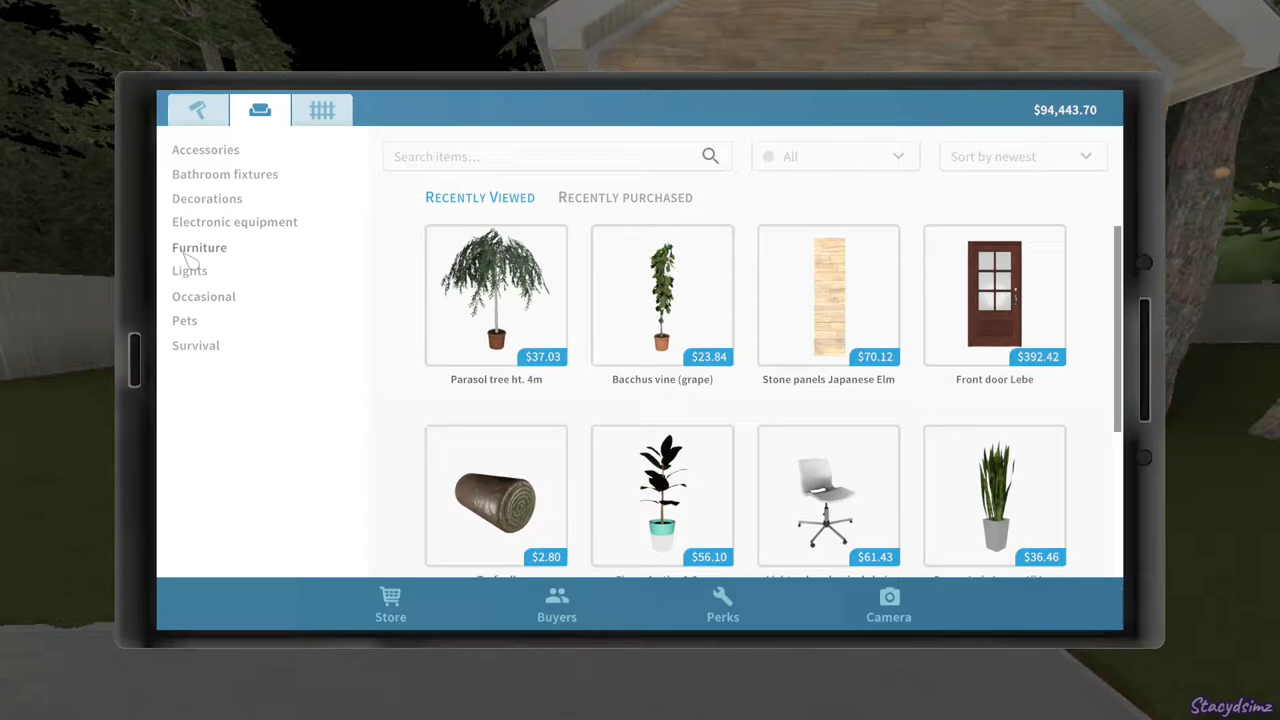 $94,443.70
Accessories
Bathroom fixtures
Decorations
Electronic equipment
Furniture
Lights
Occasional
Pets
Survival
Search items...
All
Sort by newest
RECENTLY VIEWED
RECENTLY PURCHASED
$37.03
$23.84
$70.12
$392.42
Parasol tree ht. 4m
Bacchus vine (grape)
Stone panels Japanese Elm
Front door Lebe
$2.80
$56.10
$61.43
$36.46
Store
Buyers
Perks
Camera
Stacydsimz